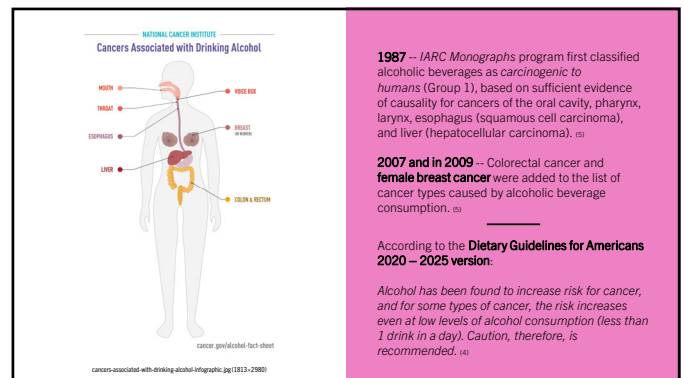 NATIONAL CANCER INSTITUTE
Cancers Associated with Drinking Alcohol
MOUTH
THROAT
ESOPHAGUS
LIVER
VOICE BOX
BREAST
(IN WOMEN)
COLON & RECTUM
cancer.gov/alcohol-fact-sheet
cancers-associated-with-drinking-alcohol-infographic.jpg (1813×2980)
1987 -- IARC Monographs program first classified
alcoholic beverages as carcinogenic to
humans (Group 1), based on sufficient evidence
of causality for cancers of the oral cavity, pharynx,
larynx, esophagus (squamous cell carcinoma),
and liver (hepatocellular carcinoma). (5)
2007 and in 2009 -- Colorectal cancer and
female breast cancer were added to the list of
cancer types caused by alcoholic beverage
consumption. (5)
According to the Dietary Guidelines for Americans
2020 – 2025 version:
Alcohol has been found to increase risk for cancer,
and for some types of cancer, the risk increases
even at low levels of alcohol consumption (less than
1 drink in a day). Caution, therefore, is
recommended. (4)